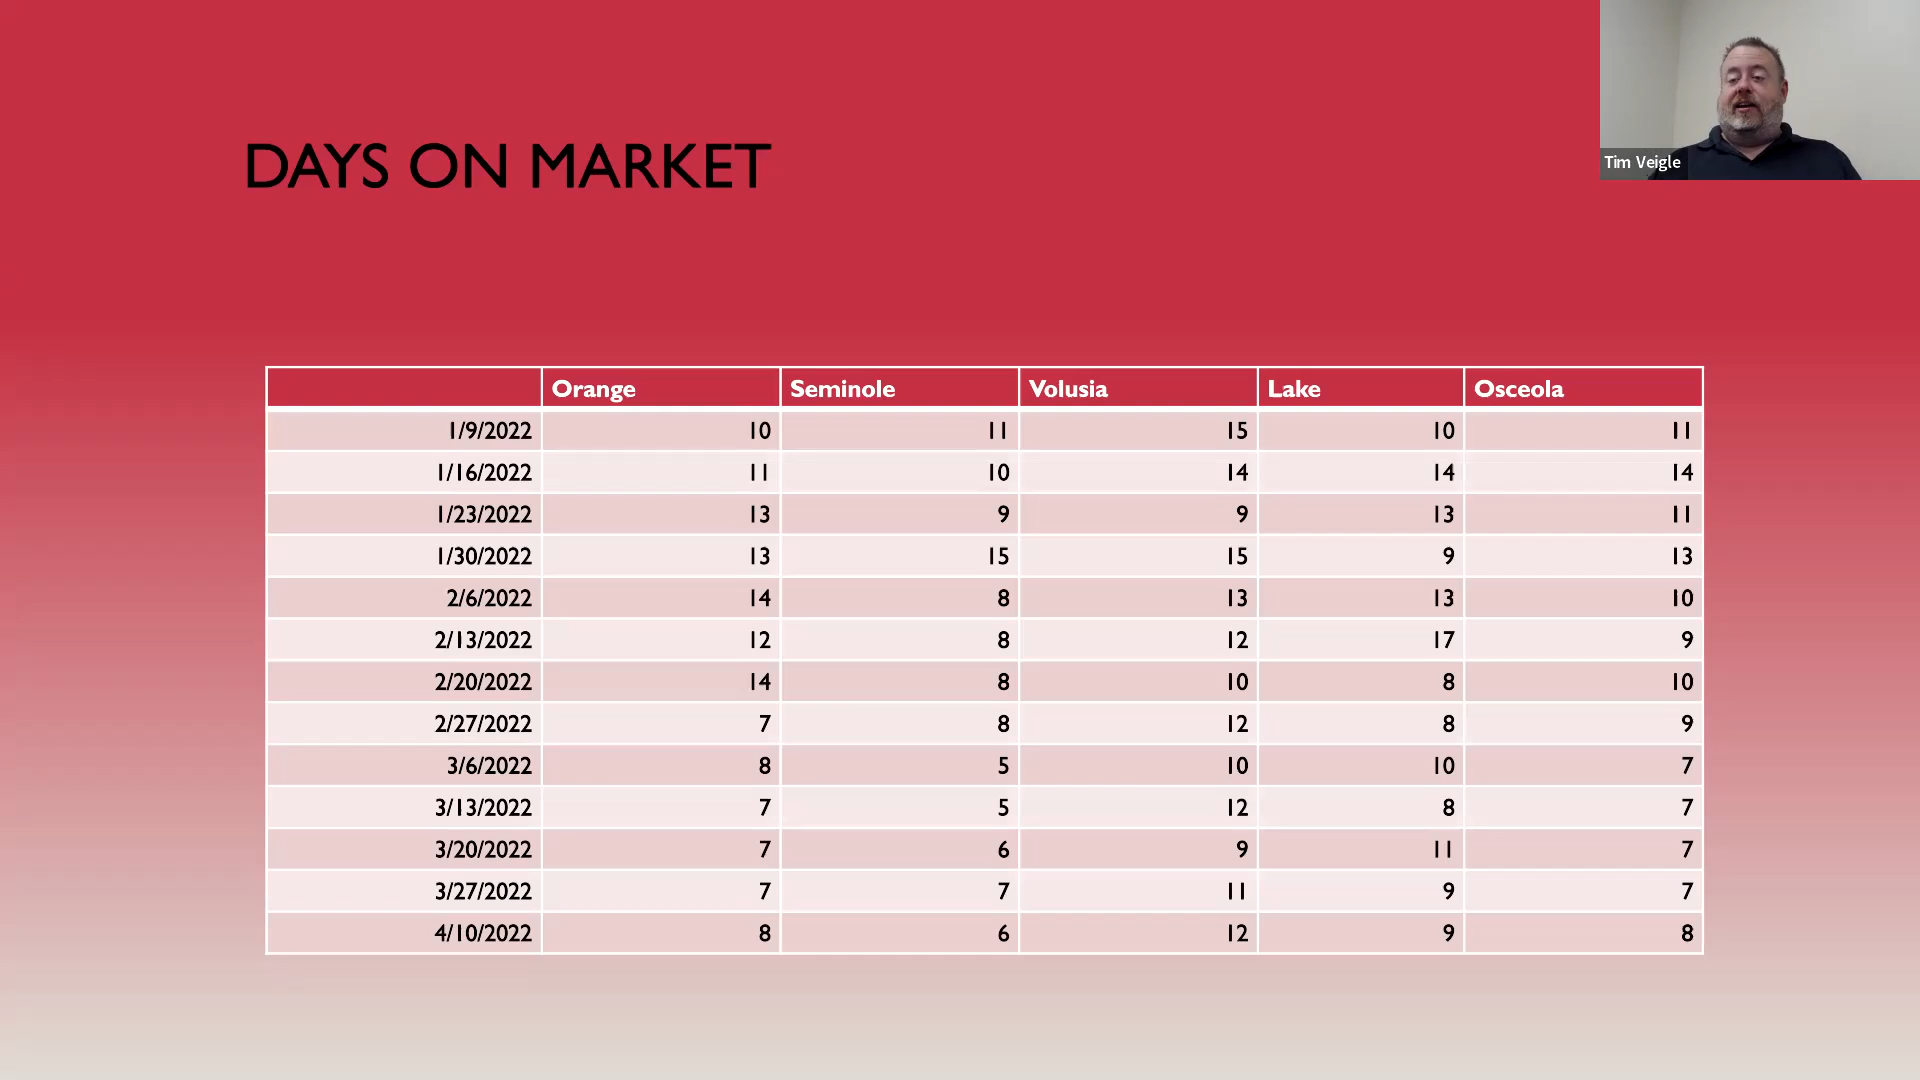 Tim Veigle
DAYS ON MARKET
Orange Seminole Volusia Lake Osceola
1/9/2022 10 11 15 10 11
1/16/2022 11 10 14 14 14
1/23/2022 13 9 9 13 11
1/30/2022 13 15 15 9 13
2/6/2022 14 8 13 13 10
2/13/2022 12 8 12 17 9
2/20/2022 14 8 10 8 10
2/27/2022 7 8 12 8 9
3/6/2022 8 5 10 10 7
3/13/2022 7 5 12 8 7
3/20/2022 7 6 9 11 7
3/27/2022 7 7 11 9 7
4/10/2022 8 6 12 9 8